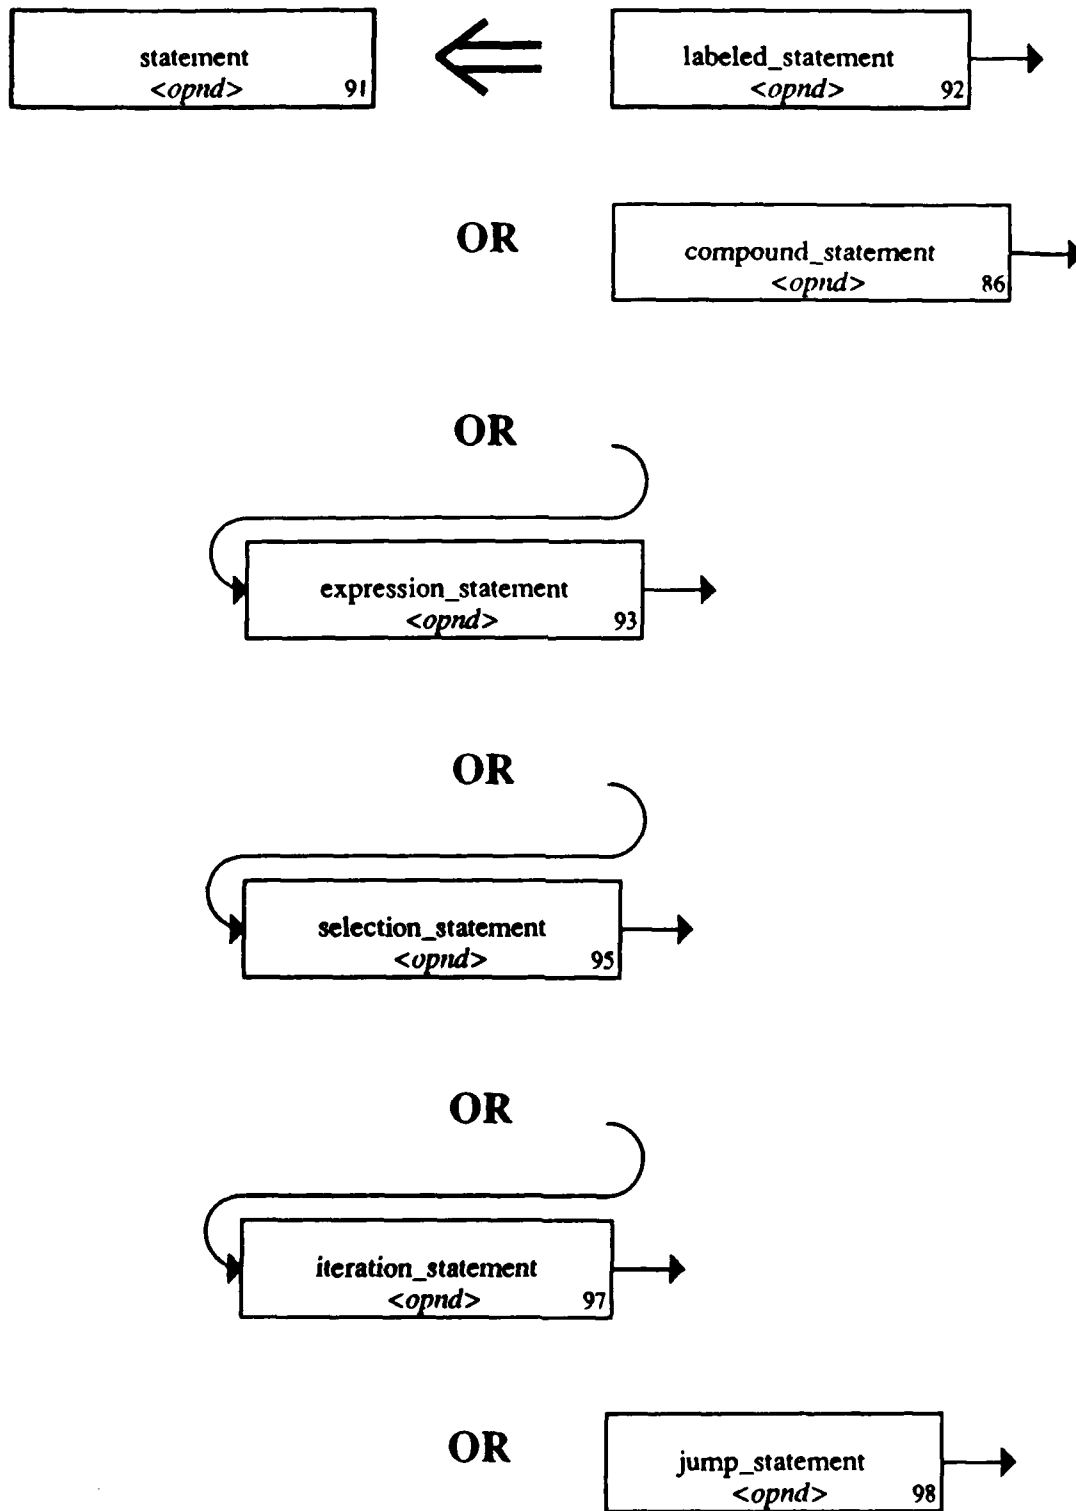 statement
<opnd> 91
labeled_statement
<opnd> 92
OR
compound_statement
<opnd> 86
OR
expression_statement
<opnd> 93
OR
selection_statement
<opnd> 95
OR
iteration_statement
<opnd> 97
OR
jump_statement
<opnd> 98